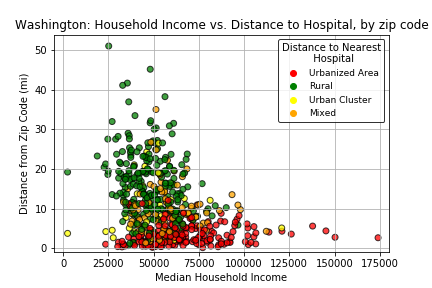 Washington: Household Income vs. Distance to Hospital, by zip code
Distance from Zip Code (mi)
50
40
30
20
10
0
Distance to Nearest
Hospital
Urbanized Area
Rural
Urban Cluster
Mixed
0 25000 50000 75000 100000 125000 150000 175000
Median Household Income